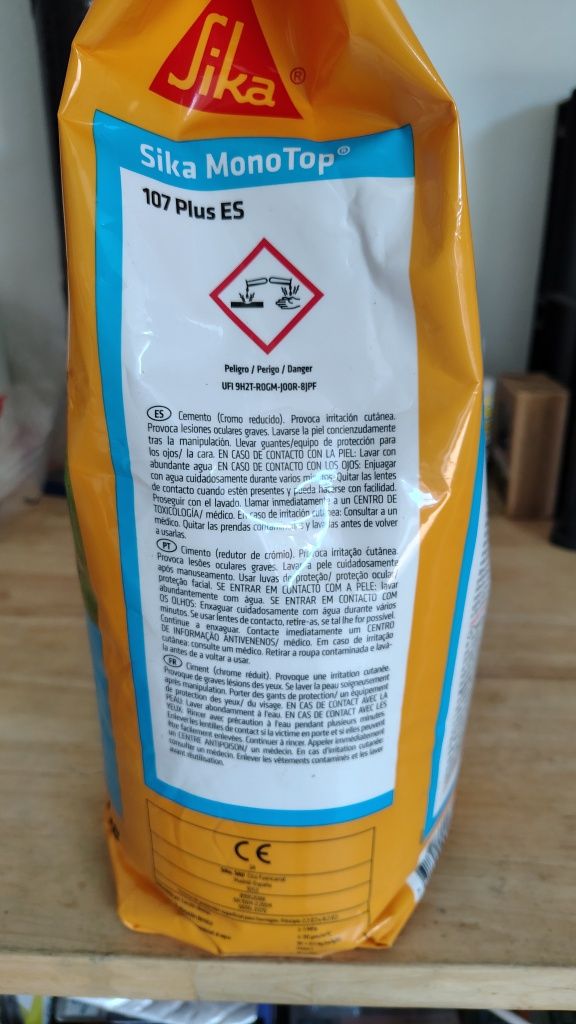 Sika®
Sika MonoTop®
107 Plus ES
Peligro / Perigo / Danger
UFI 9H2T-R0GM-J00R-8JPF
ES Cemento (Cromo reducido). Provoca irritación cutánea.
Provoca lesiones oculares graves. Lavarse la piel concienzudamente
tras la manipulación. Llevar guantes/equipo de protección para
los ojos/ la cara. EN CASO DE CONTACTO CON LA PIEL: Lavar con
abundante agua EN CASO DE CONTACTO CON LOS OJOS: Enjuagar
con agua cuidadosamente durante varios minutos. Quitar las lentes
de contacto cuando estén presentes y pueda hacerse con facilidad.
Proseguir con el lavado. Llamar inmediatamente a un CENTRO DE
TOXICOLOGÍA/ médico. En caso de irritación cutánea: Consultar a un
médico. Quitar las prendas contaminadas y lavarlas antes de volver
a usarlas.
PT Cimento (redutor de crómio). Provoca irritação cutânea.
Provoca lesões oculares graves. Lavar a pele cuidadosamente
após manuseamento. Usar luvas de proteção/ proteção ocular/
proteção facial. SE ENTRAR EM CONTACTO COM A PELE: lavar
abundantemente com água. SE ENTRAR EM CONTACTO COM
OS OLHOS: Enxaguar cuidadosamente com água durante vários
minutos. Se usar lentes de contacto, retire-as, se tal lhe for possível.
Continue a enxaguar. Contacte imediatamente um CENTRO
DE INFORMAÇÃO ANTIVENENOS/ médico. Em caso de irritação
cutânea: consulte um médico. Retirar a roupa contaminada e lavá-
la antes de a voltar a usar.
FR Ciment (chrome réduit). Provoque une irritation cutanée.
Provoque de graves lésions des yeux. Se laver la peau soigneusement
après manipulation. Porter des gants de protection/ un équipement
de protection des yeux/ du visage. EN CAS DE CONTACT AVEC LA
PEAU: Laver abondamment à l'eau. EN CAS DE CONTACT AVEC LES
YEUX: Rincer avec précaution à l'eau pendant plusieurs minutes.
Enlever les lentilles de contact si la victime en porte et si elles peuvent
être facilement enlevées. Continuer à rincer. Appeler immédiatement
un CENTRE ANTIPOISON/ un médecin. En cas d'irritation cutanée:
consulter un médecin. Enlever les vêtements contaminés et les laver
avant réutilisation.
CE